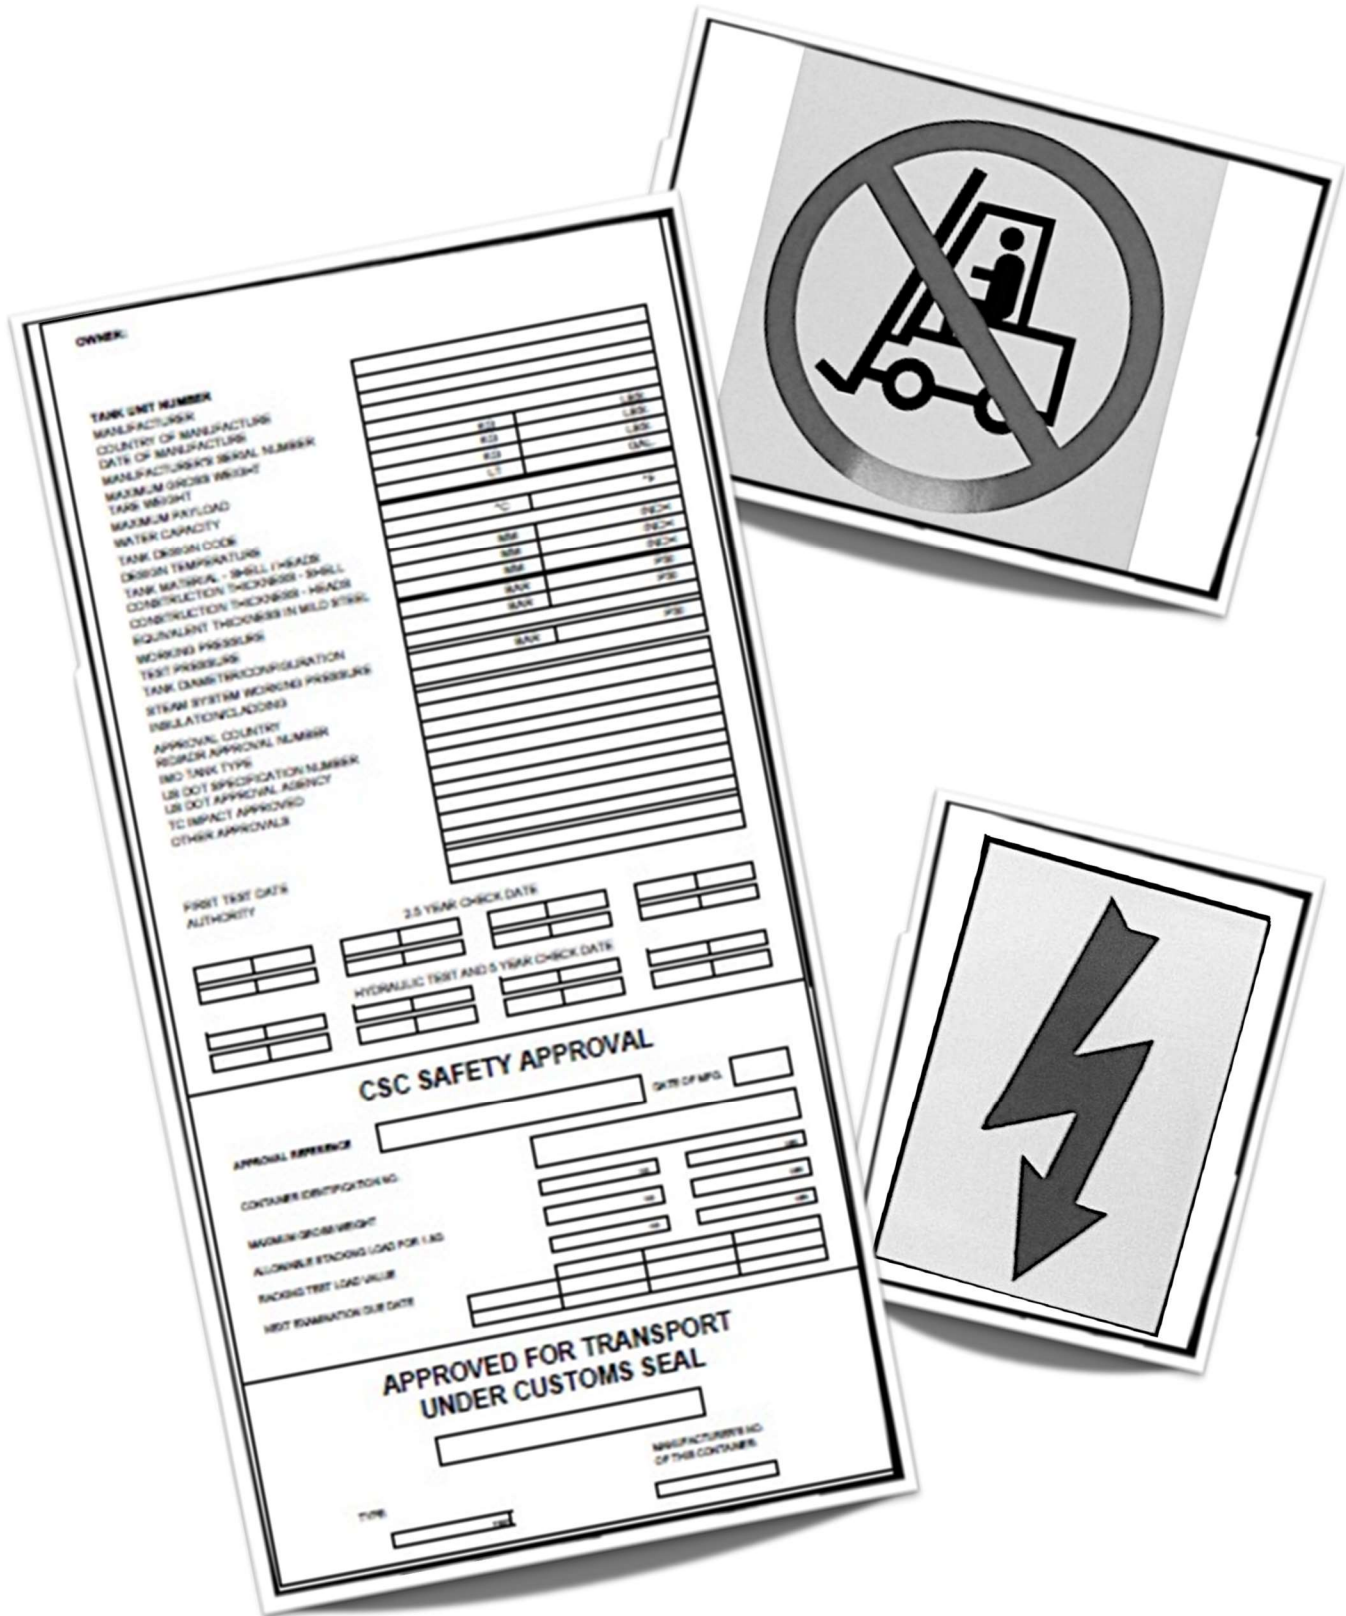 OWNER:
TANK UNIT NUMBER
MANUFACTURER
COUNTRY OF MANUFACTURE
DATE OF MANUFACTURE
MANUFACTURER'S SERIAL NUMBER
MAXIMUM GROSS WEIGHT
TARE WEIGHT
MAXIMUM PAYLOAD
WATER CAPACITY
TANK DESIGN CODE
DESIGN TEMPERATURE
TANK MATERIAL - SHELL / HEADS
CONSTRUCTION THICKNESS - SHELL
CONSTRUCTION THICKNESS - HEADS
EQUIVALENT THICKNESS IN MILD STEEL
WORKING PRESSURE
TEST PRESSURE
TANK DIAMETER/CONFIGURATION
STEAM SYSTEM WORKING PRESSURE
INSULATION/CLADDING
APPROVAL COUNTRY
RID/ADR APPROVAL NUMBER
IMO TANK TYPE
US DOT SPECIFICATION NUMBER
US DOT APPROVAL AGENCY
TC IMPACT APPROVED
OTHER APPROVALS
KG LBS.
KG LBS.
KG LBS.
LT GAL.
°C °F
MM INCH
MM INCH
MM INCH
BAR PSI
BAR PSI
BAR PSI
FIRST TEST DATE
AUTHORITY
2.5 YEAR CHECK DATE
HYDRAULIC TEST AND 5 YEAR CHECK DATE
CSC SAFETY APPROVAL
DATE OF MFG.
APPROVAL REFERENCE
CONTAINER IDENTIFICATION NO.
MAXIMUM GROSS WEIGHT
ALLOWABLE STACKING LOAD FOR 1.8G
RACKING TEST LOAD VALUE
NEXT EXAMINATION DUE DATE
APPROVED FOR TRANSPORT
UNDER CUSTOMS SEAL
MANUFACTURER'S NO.
OF THIS CONTAINER
TYPE